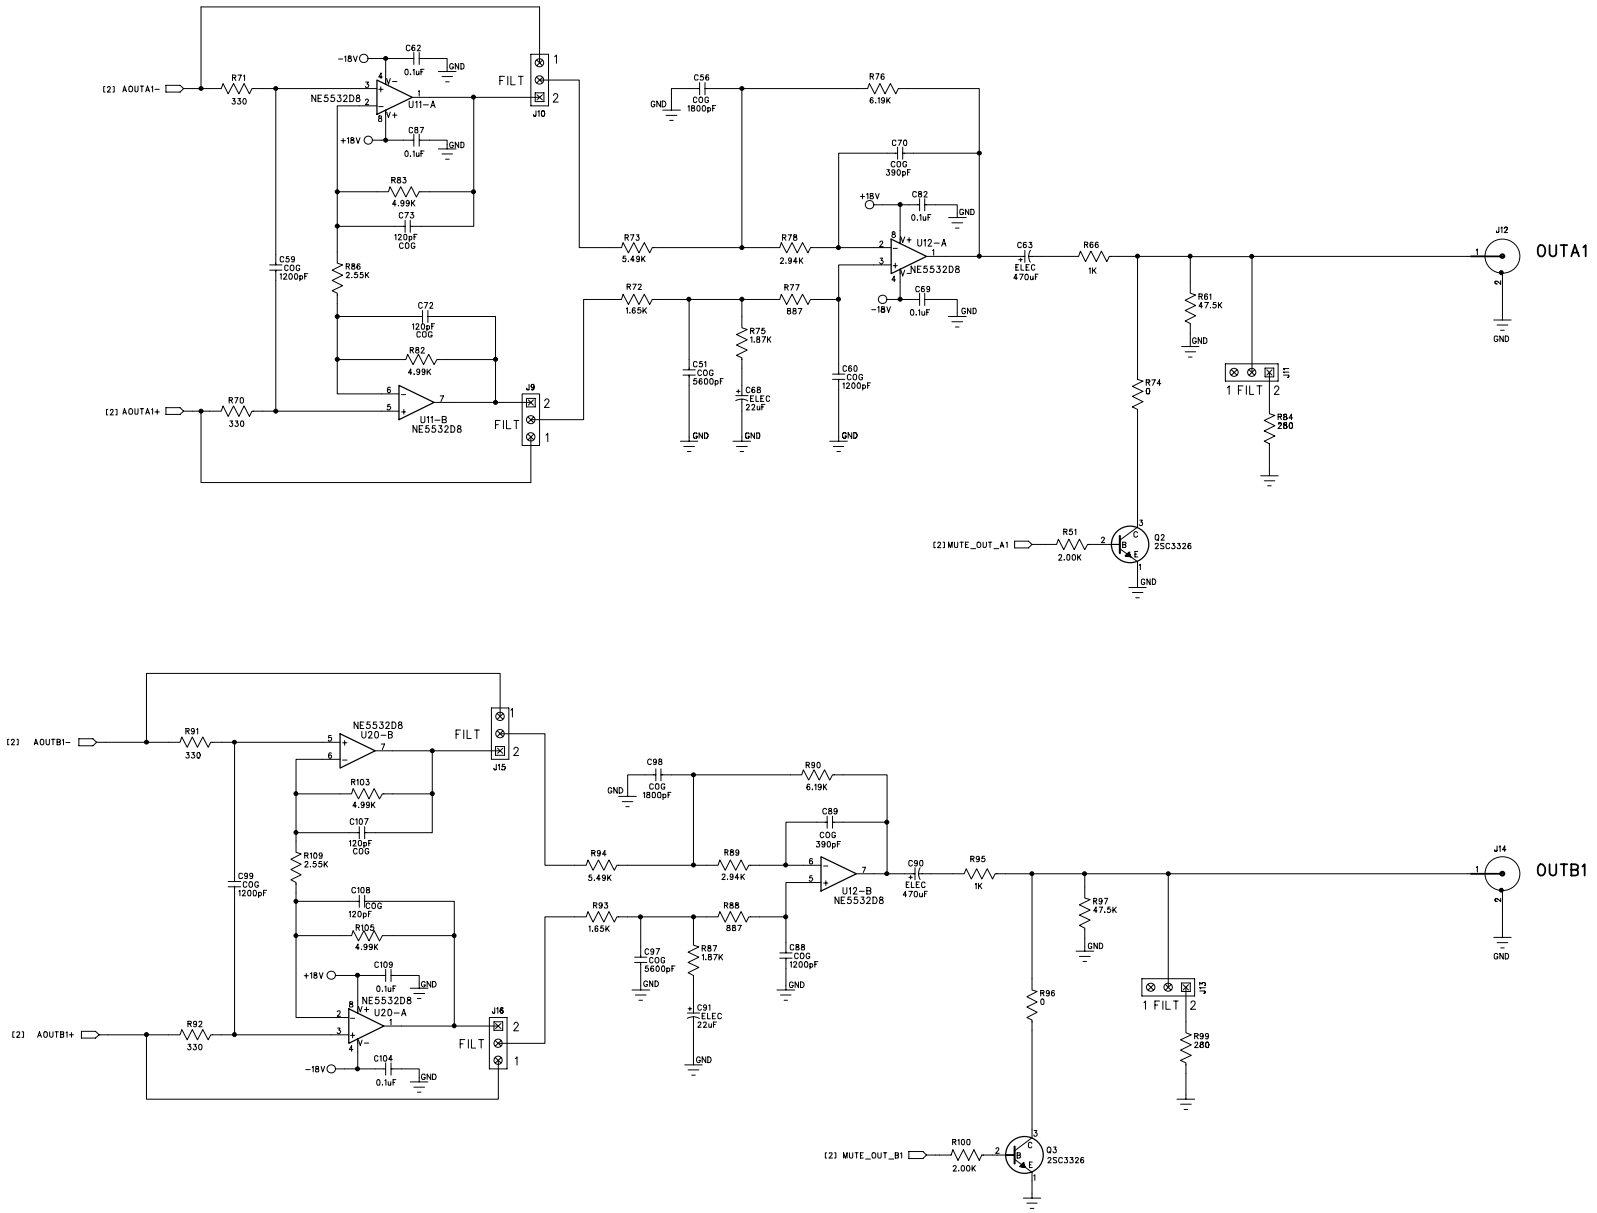 [2] AOUTA1-
R71
330
-18V
C62
0.1uF
GND
4
V-
3
+
2
-
1
NE5532D8
U11-A
8
V+
+18V
C87
0.1uF
GND
R83
4.99K
C73
120pF
COG
C59
COG
1200pF
R86
2.55K
C72
120pF
COG
R82
4.99K
6
-
5
+
7
U11-B
NE5532D8
[2] AOUTA1+
R70
330
FILT
1
2
J10
J9
2
FILT
1
C56
COG
1800pF
GND
R76
6.19K
C70
COG
390pF
+18V
C82
0.1uF
GND
R73
5.49K
R78
2.94K
8
V+
U12-A
2
-
3
+
1
4
V-
NE5532D8
R72
1.65K
R77
887
-18V
C69
0.1uF
GND
C51
COG
5600pF
GND
R75
1.87K
+
C68
ELEC
22uF
GND
C60
COG
1200pF
GND
C63
+
ELEC
470uF
R66
1K
R61
47.5K
GND
R74
0
1 FILT 2
J11
R84
280
J12
1
2
GND
OUTA1
[2]MUTE_OUT_A1
R51
2.00K
2
B
C
3
E
1
Q2
2SC3326
GND
[2] AOUTB1-
R91
330
NE5532D8
U20-B
5
+
6
-
7
R103
4.99K
C107
120pF
COG
R109
2.55K
C99
COG
1200pF
C108
COG
120pF
R105
4.99K
+18V
C109
0.1uF
GND
NE5532D8
8
V+
U20-A
2
-
3
+
1
4
V-
-18V
C104
0.1uF
GND
[2] AOUTB1+
R92
330
1
FILT
2
J15
J16
2
FILT
1
C98
COG
1800pF
GND
R90
6.19K
C89
COG
390pF
R94
5.49K
R89
2.94K
6
-
5
+
7
U12-B
NE5532D8
R93
1.65K
R88
887
C97
COG
5600pF
GND
R87
1.87K
+
C91
ELEC
22uF
GND
C88
COG
1200pF
GND
C90
+
ELEC
470uF
R95
1K
R97
47.5K
GND
R96
0
1 FILT 2
J13
R99
280
J14
1
2
GND
OUTB1
[2] MUTE_OUT_B1
R100
2.00K
2
B
C
3
E
1
Q3
2SC3326